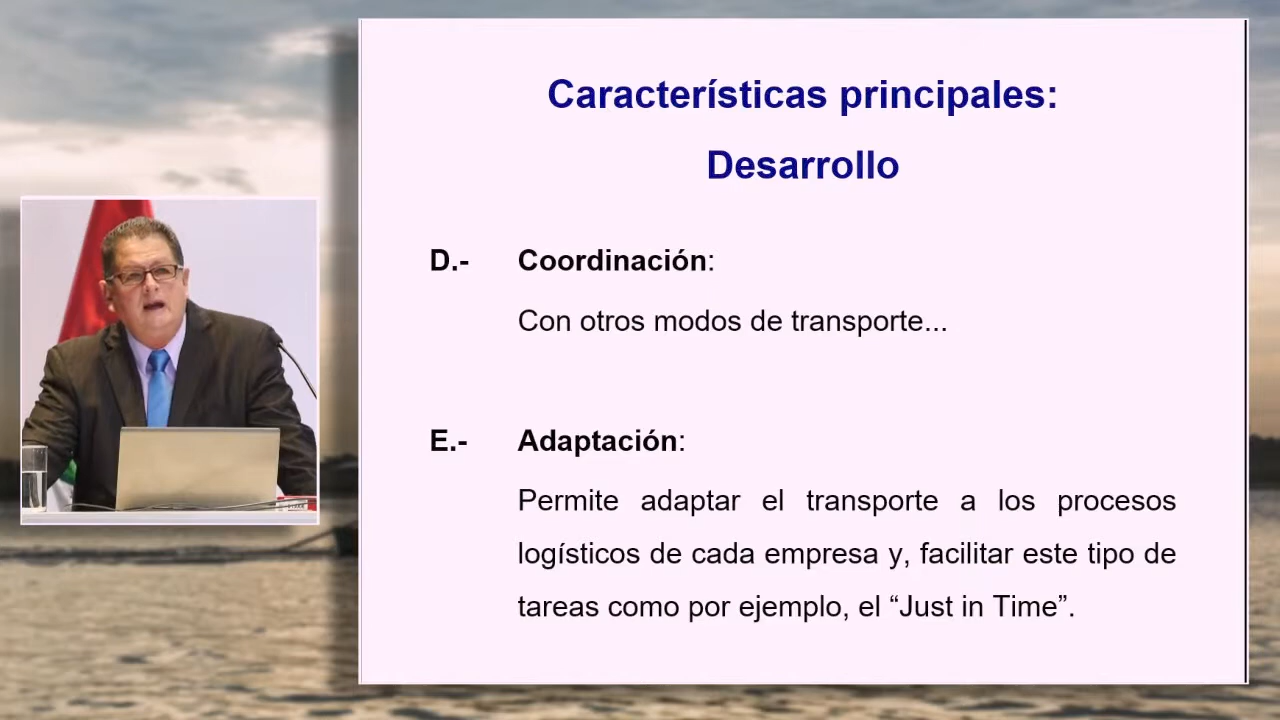 Características principales:
Desarrollo
D.- Coordinación:
Con otros modos de transporte...
E.- Adaptación:
Permite adaptar el transporte a los procesos
logísticos de cada empresa y, facilitar este tipo de
tareas como por ejemplo, el “Just in Time”.